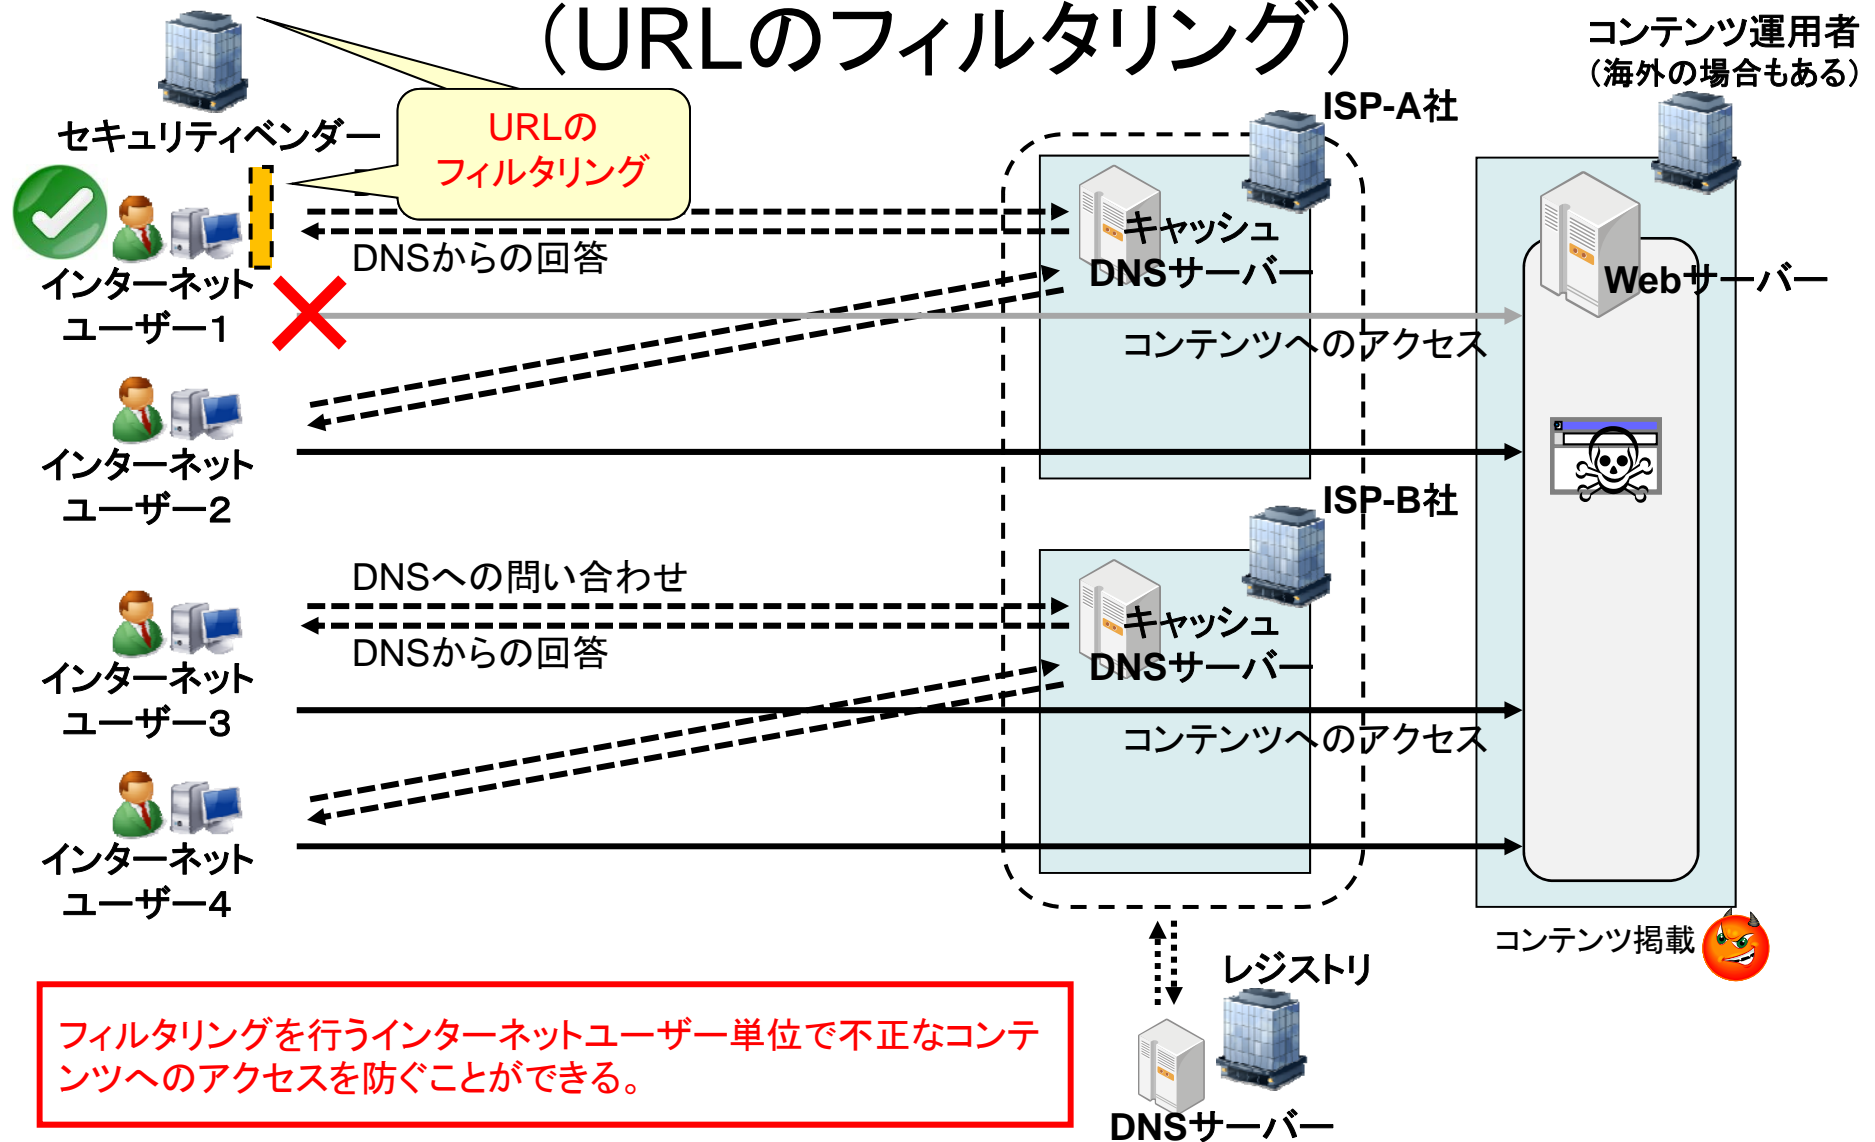 （URLのフィルタリング）
コンテンツ運用者
（海外の場合もある）
セキュリティベンダー
URLの
フィルタリング
ISP-A社
キャッシュ
DNSサーバー
Webサーバー
DNSからの回答
インターネット
ユーザー1
コンテンツへのアクセス
インターネット
ユーザー2
ISP-B社
DNSへの問い合わせ
キャッシュ
DNSサーバー
DNSからの回答
インターネット
ユーザー3
コンテンツへのアクセス
インターネット
ユーザー4
コンテンツ掲載
レジストリ
DNSサーバー
フィルタリングを行うインターネットユーザー単位で不正なコンテ
ンツへのアクセスを防ぐことができる。